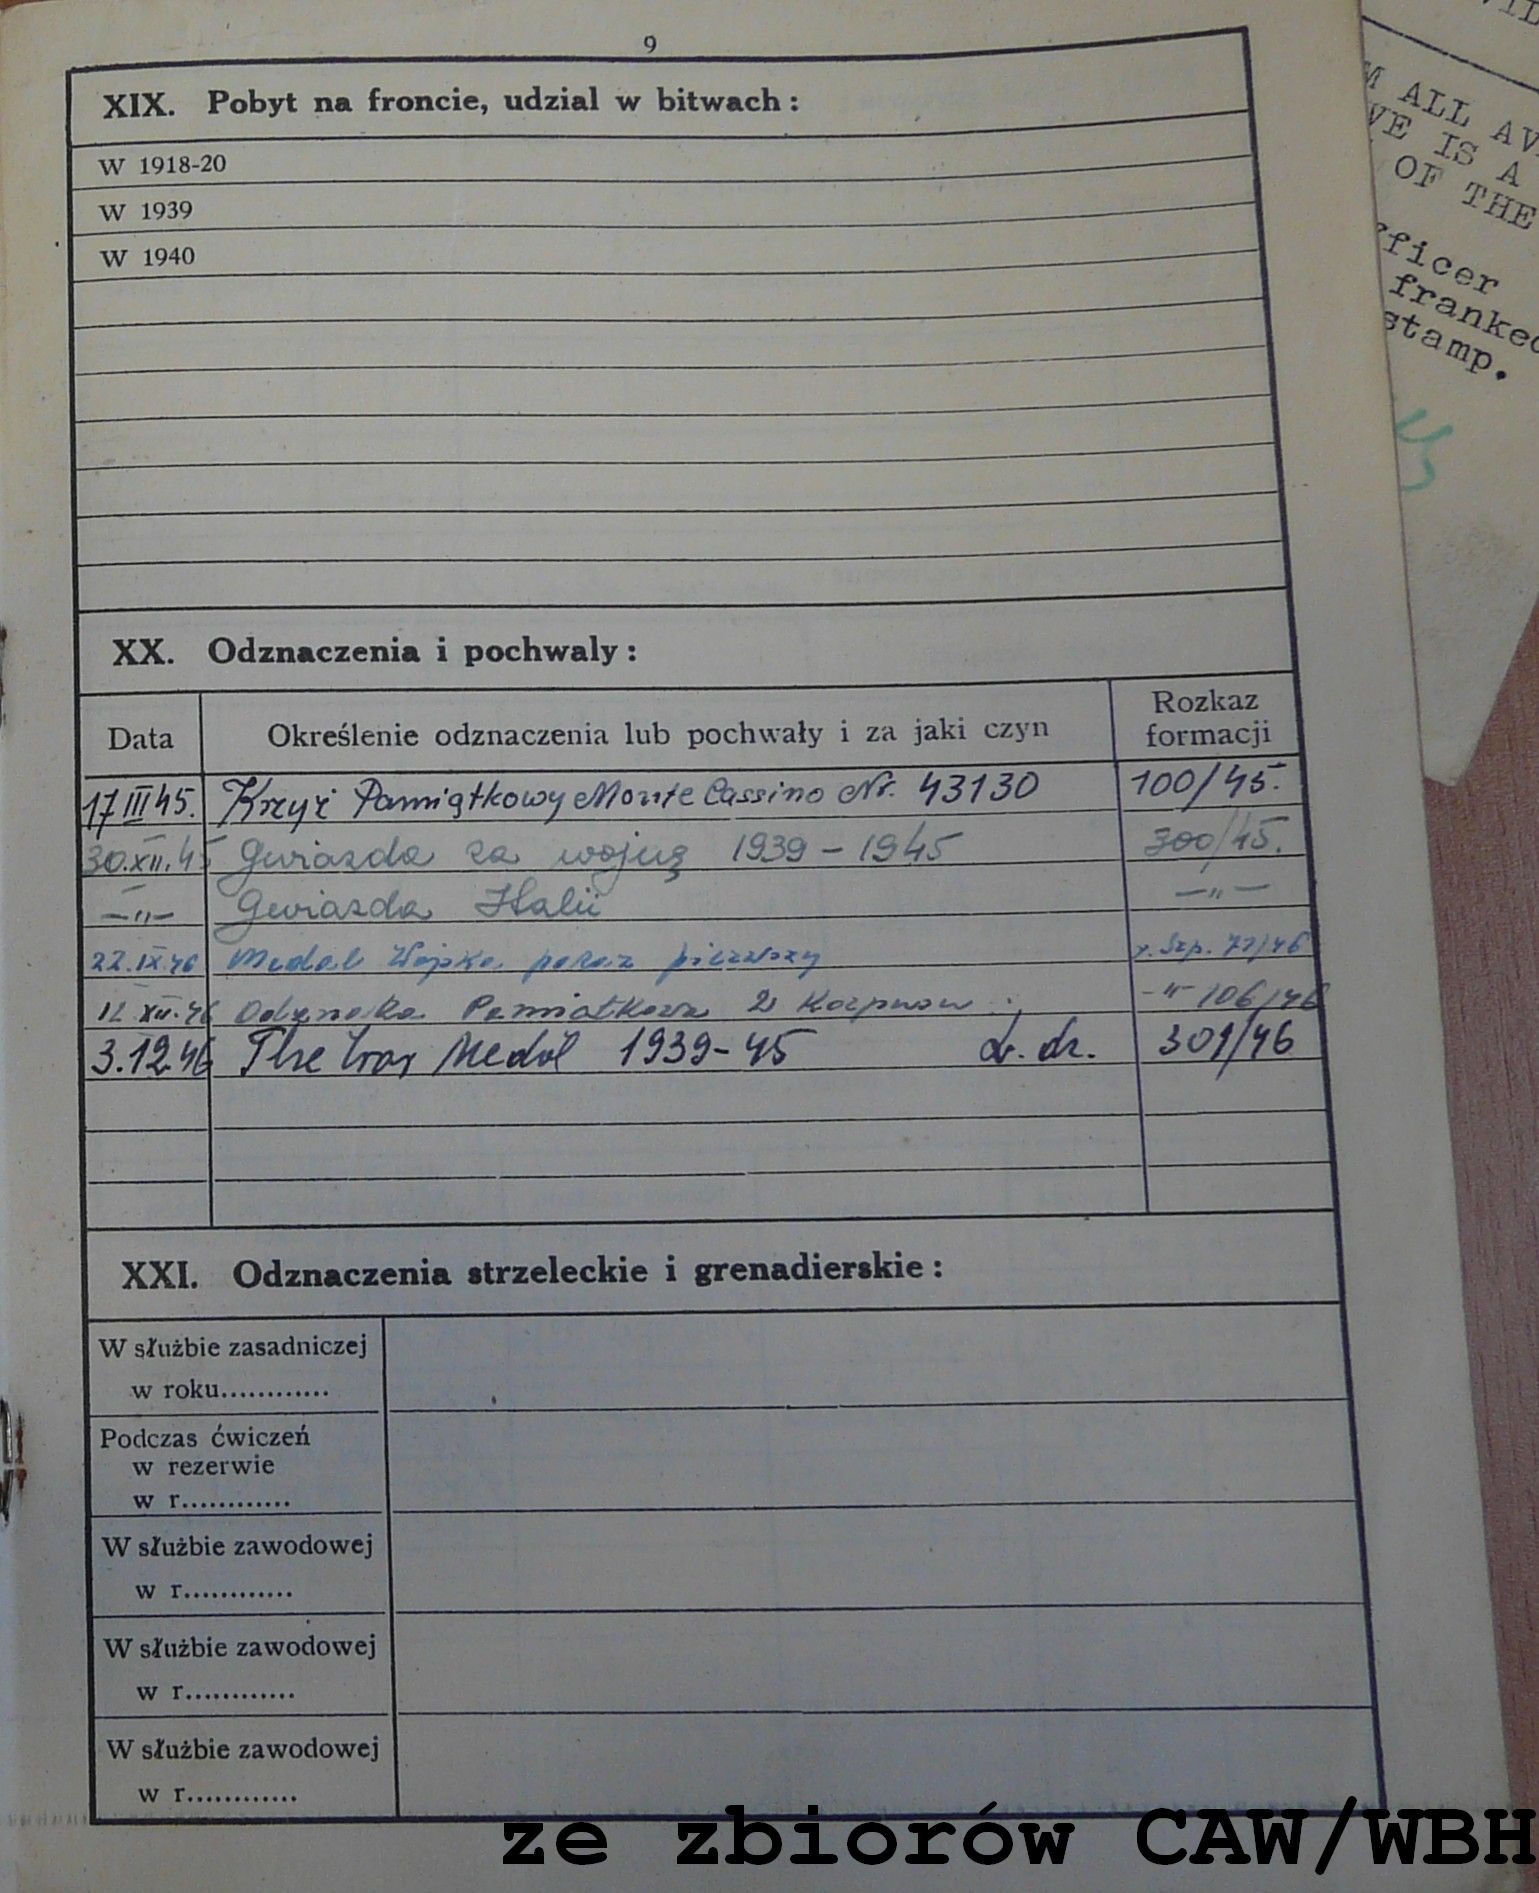 9
XIX. Pobyt na froncie, udzial w bitwach :
W 1918-20
W 1939
W 1940
XX. Odznaczenia i pochwaly :
Data Określenie odznaczenia lub pochwały i za jaki czyn Rozkaz formacji
17 III 45. Krzyż Pamiątkowy Monte Cassino Nr. 43130 100/45.
30.XII.45 Gwiazda za wojnę 1939-1945 300/45.
-"- Gwiazda Italii -"-
22.IX.46 Medal Wojska po raz pierwszy 77/46
12 XII.46 Odznaka Pamiątkowa 2 Korpusu -"- 106/46
3.12.46 The War Medal 1939-45 301/46
XXI. Odznaczenia strzeleckie i grenadierskie :
W służbie zasadniczej
w roku............
Podczas ćwiczeń
w rezerwie
w r............
W służbie zawodowej
w r............
W służbie zawodowej
w r............
W służbie zawodowej
w r............
M ALL
IS A
OF THE
franked
stamp.
ze zbiorów CAW/WBH